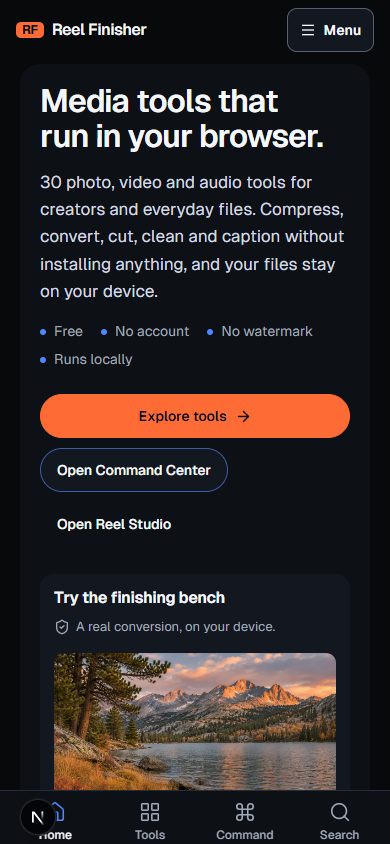 RF Reel Finisher
Menu
Media tools that
run in your browser.
30 photo, video and audio tools for
creators and everyday files. Compress,
convert, cut, clean and caption without
installing anything, and your files stay
on your device.
Free
No account
No watermark
Runs locally
Explore tools
Open Command Center
Open Reel Studio
Try the finishing bench
A real conversion, on your device.
N
Home
Tools
Command
Search